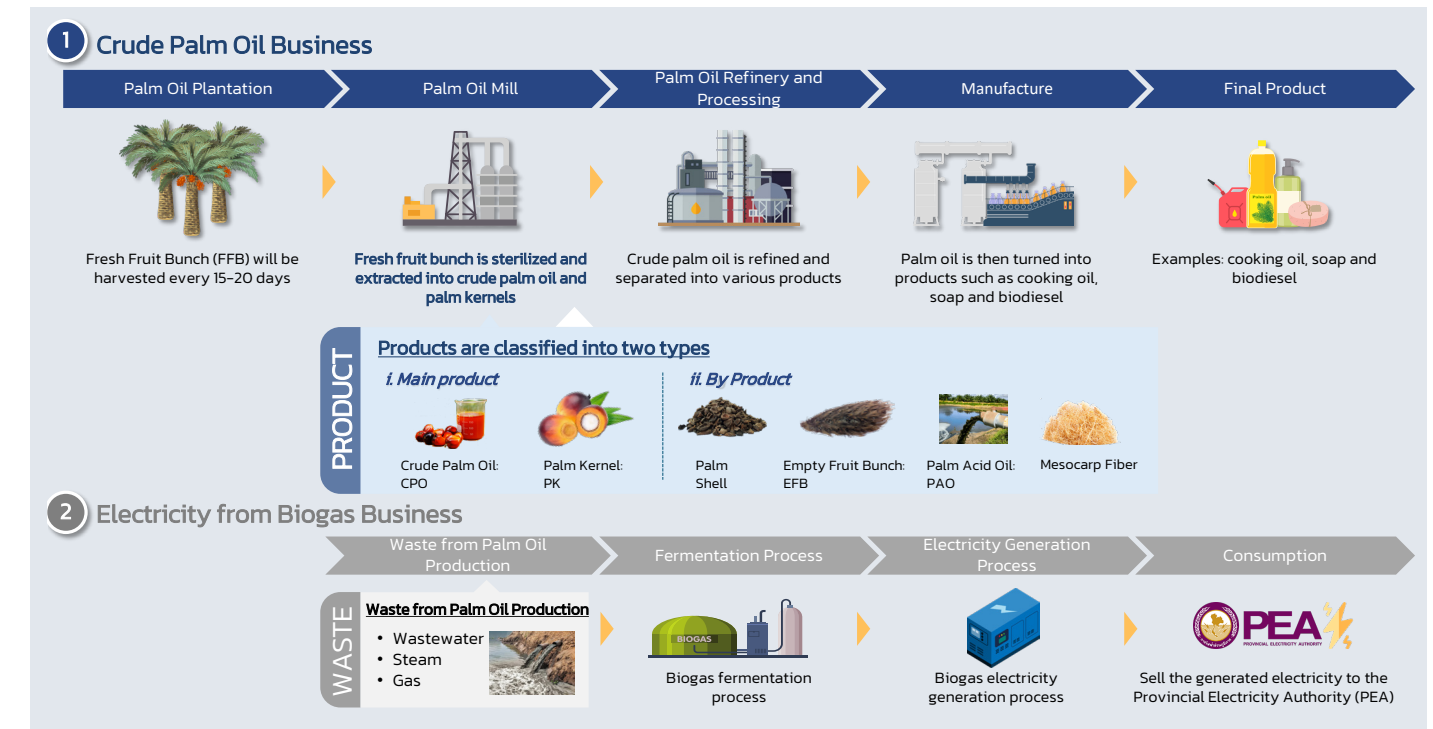 1 Crude Palm Oil Business
Palm Oil Plantation
Palm Oil Mill
Palm Oil Refinery and
Processing
Manufacture
Final Product
Palm oil
Fresh Fruit Bunch (FFB) will be
harvested every 15-20 days
Fresh fruit bunch is sterilized and
extracted into crude palm oil and
palm kernels
Crude palm oil is refined and
separated into various products
Palm oil is then turned into
products such as cooking oil,
soap and biodiesel
Examples: cooking oil, soap and
biodiesel
PRODUCT
Products are classified into two types
i. Main product
ii. By Product
Crude Palm Oil:
CPO
Palm Kernel:
PK
Palm
Shell
Empty Fruit Bunch:
EFB
Palm Acid Oil:
PAO
Mesocarp Fiber
2 Electricity from Biogas Business
Waste from Palm Oil
Production
Fermentation Process
Electricity Generation
Process
Consumption
WASTE
Waste from Palm Oil Production
• Wastewater
• Steam
• Gas
BIOGAS
Biogas fermentation
process
Biogas electricity
generation process
PEA
PROVINCIAL ELECTRICITY AUTHORITY
Sell the generated electricity to the
Provincial Electricity Authority (PEA)